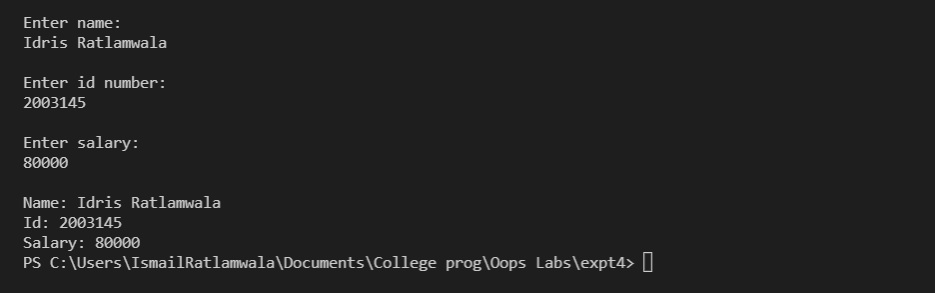 Enter name:
Idris Ratlamwala
Enter id number:
2003145
Enter salary:
80000
Name: Idris Ratlamwala
Id: 2003145
Salary: 80000
PS C:\Users\IsmailRatlamwala\Documents\College prog\Oops Labs\expt4>